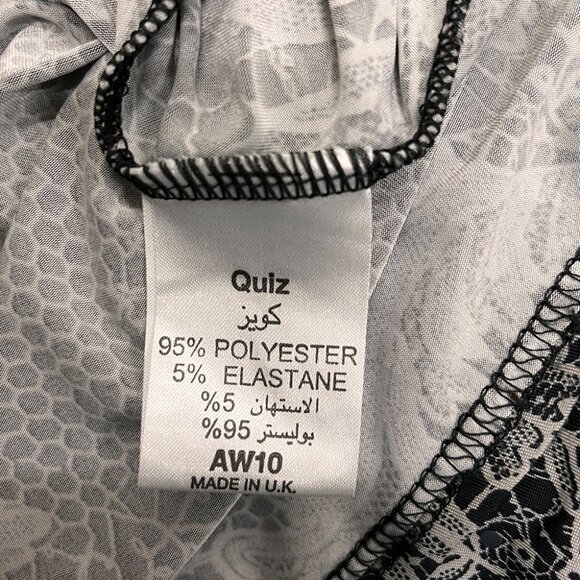 Quiz
كويز
95% POLYESTER
5% ELASTANE
الاستهان 5%
بوليستر 95%
AW10
MADE IN U.K.